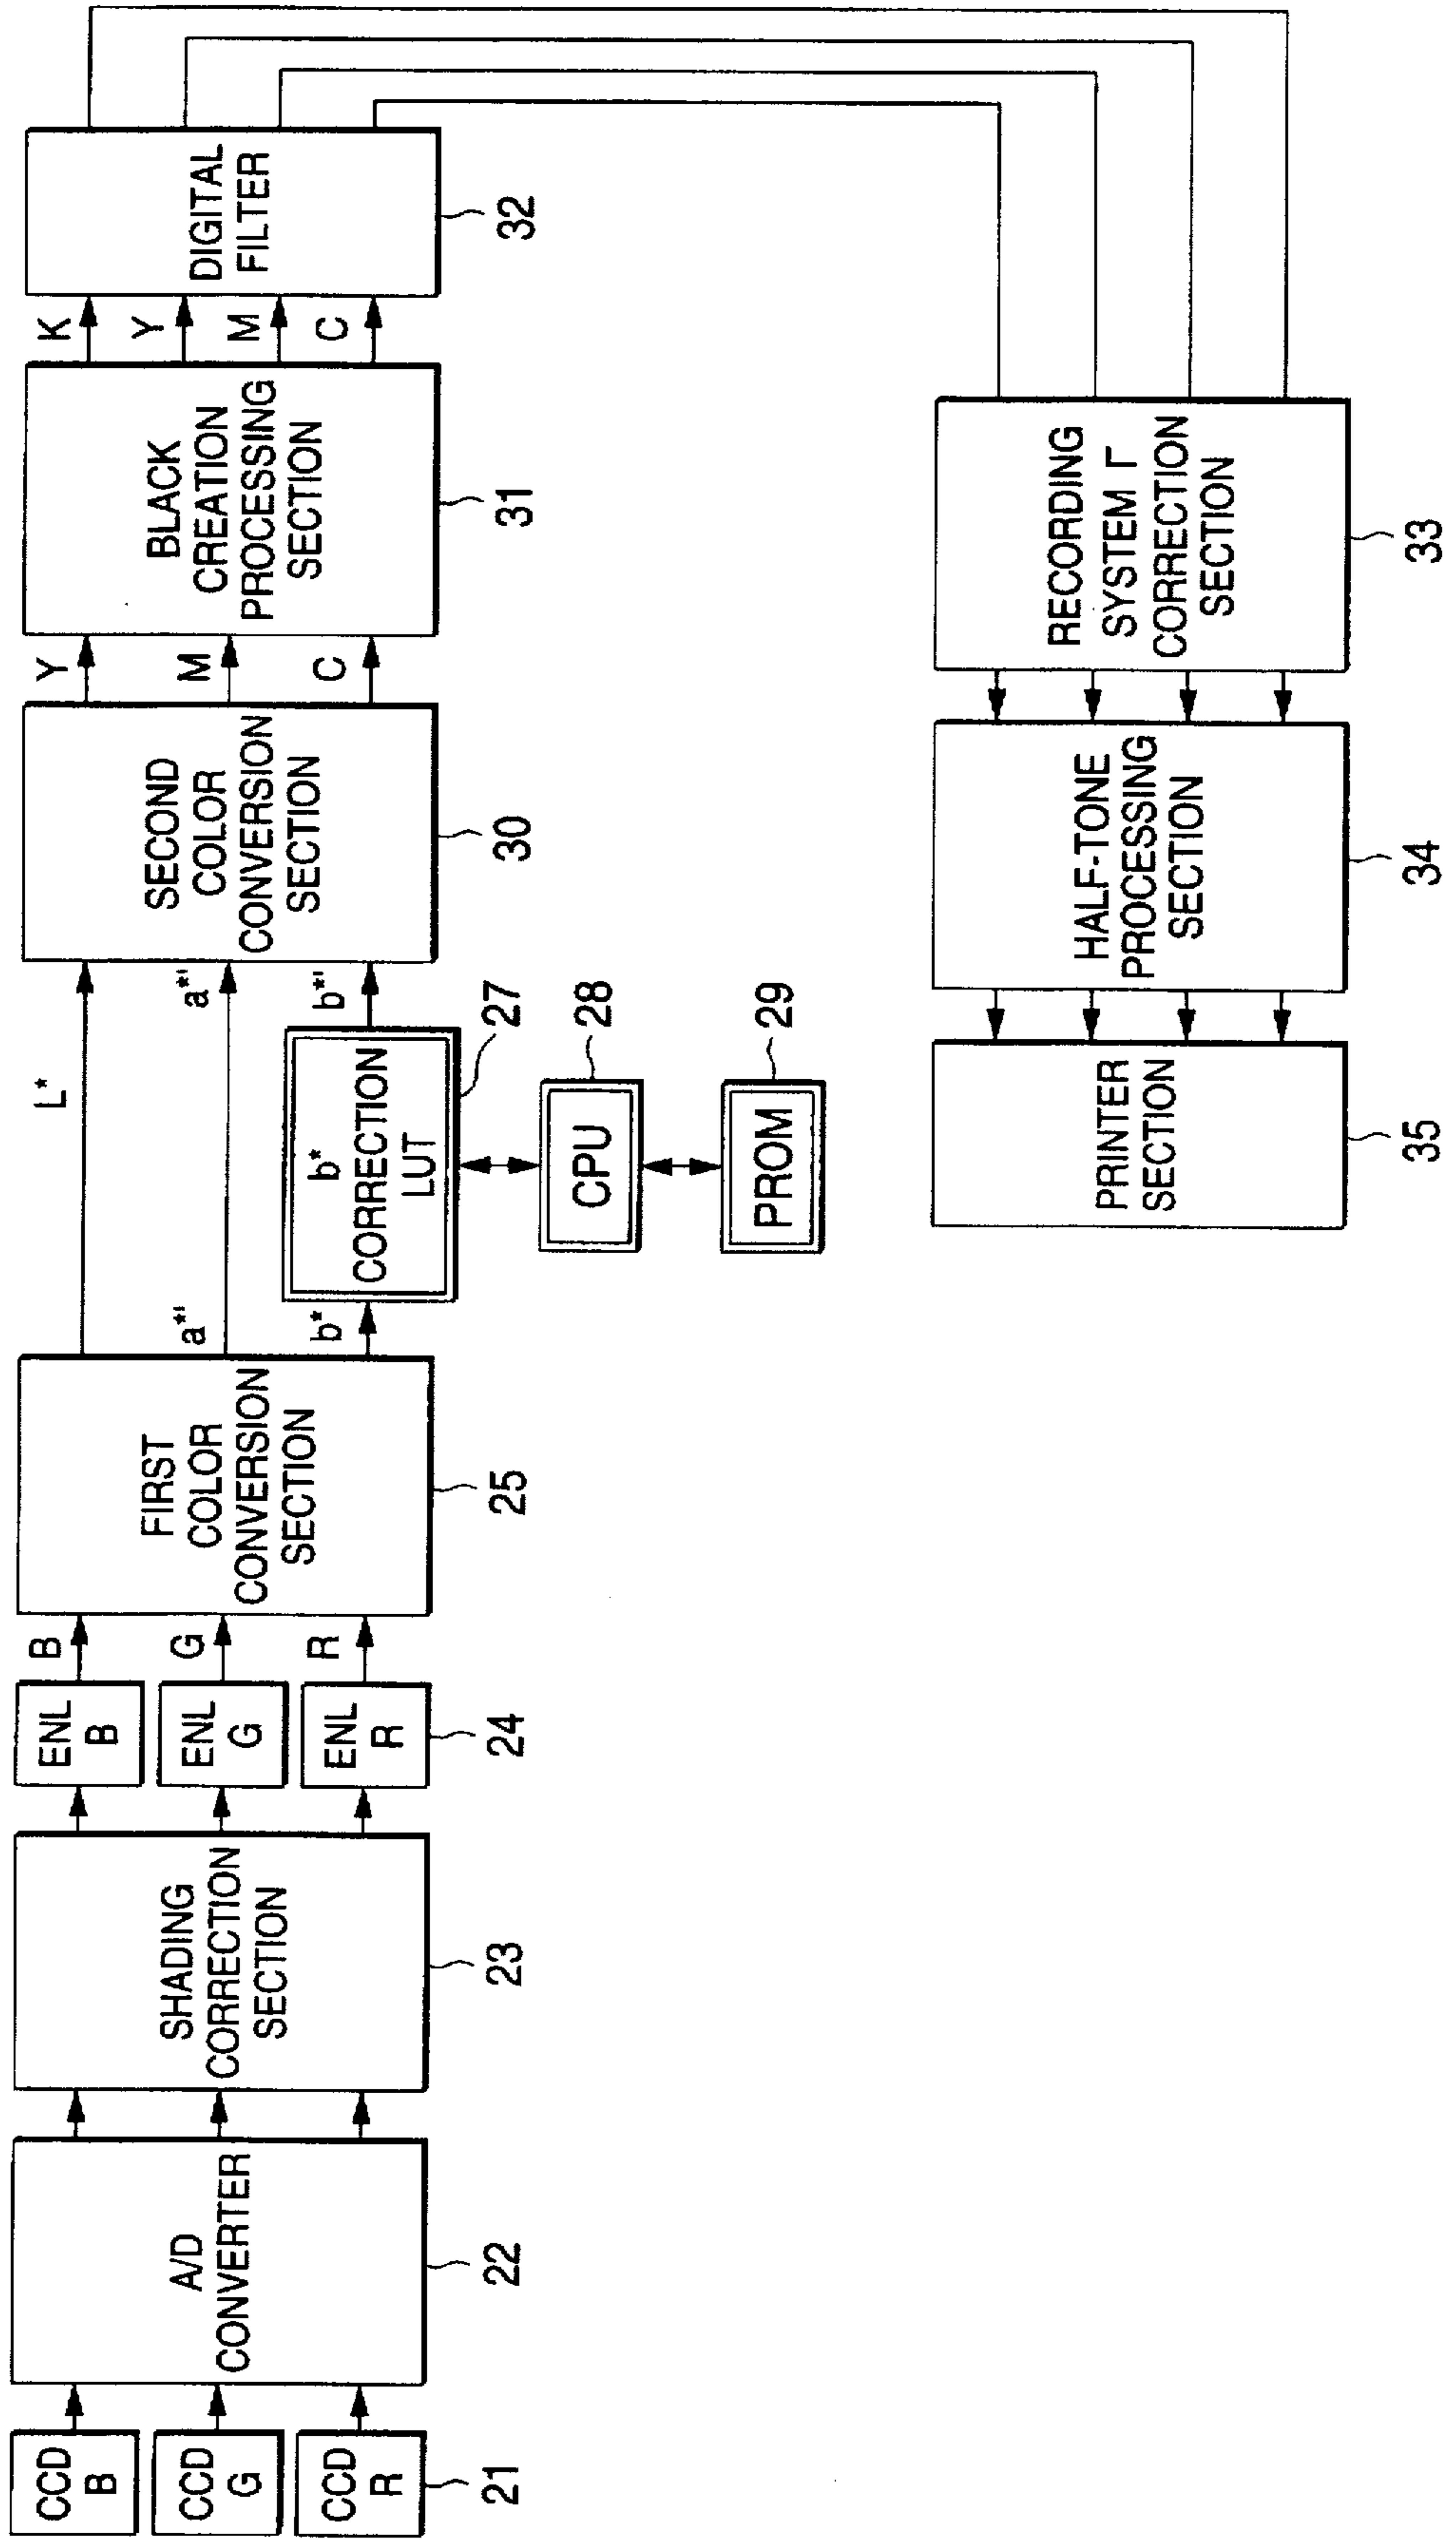 CCD
B
CCD
G
CCD
R
21
A/D
CONVERTER
22
SHADING
CORRECTION
SECTION
23
ENL
B
ENL
G
ENL
R
24
B
G
R
FIRST
COLOR
CONVERSION
SECTION
25
L*
a*'
a*'
b*
b*
CORRECTION
LUT
27
b*'
CPU
28
PROM
29
SECOND
COLOR
CONVERSION
SECTION
30
Y
M
C
BLACK
CREATION
PROCESSING
SECTION
31
K
Y
M
C
DIGITAL
FILTER
32
RECORDING
SYSTEM Γ
CORRECTION
SECTION
33
HALF-TONE
PROCESSING
SECTION
34
PRINTER
SECTION
35